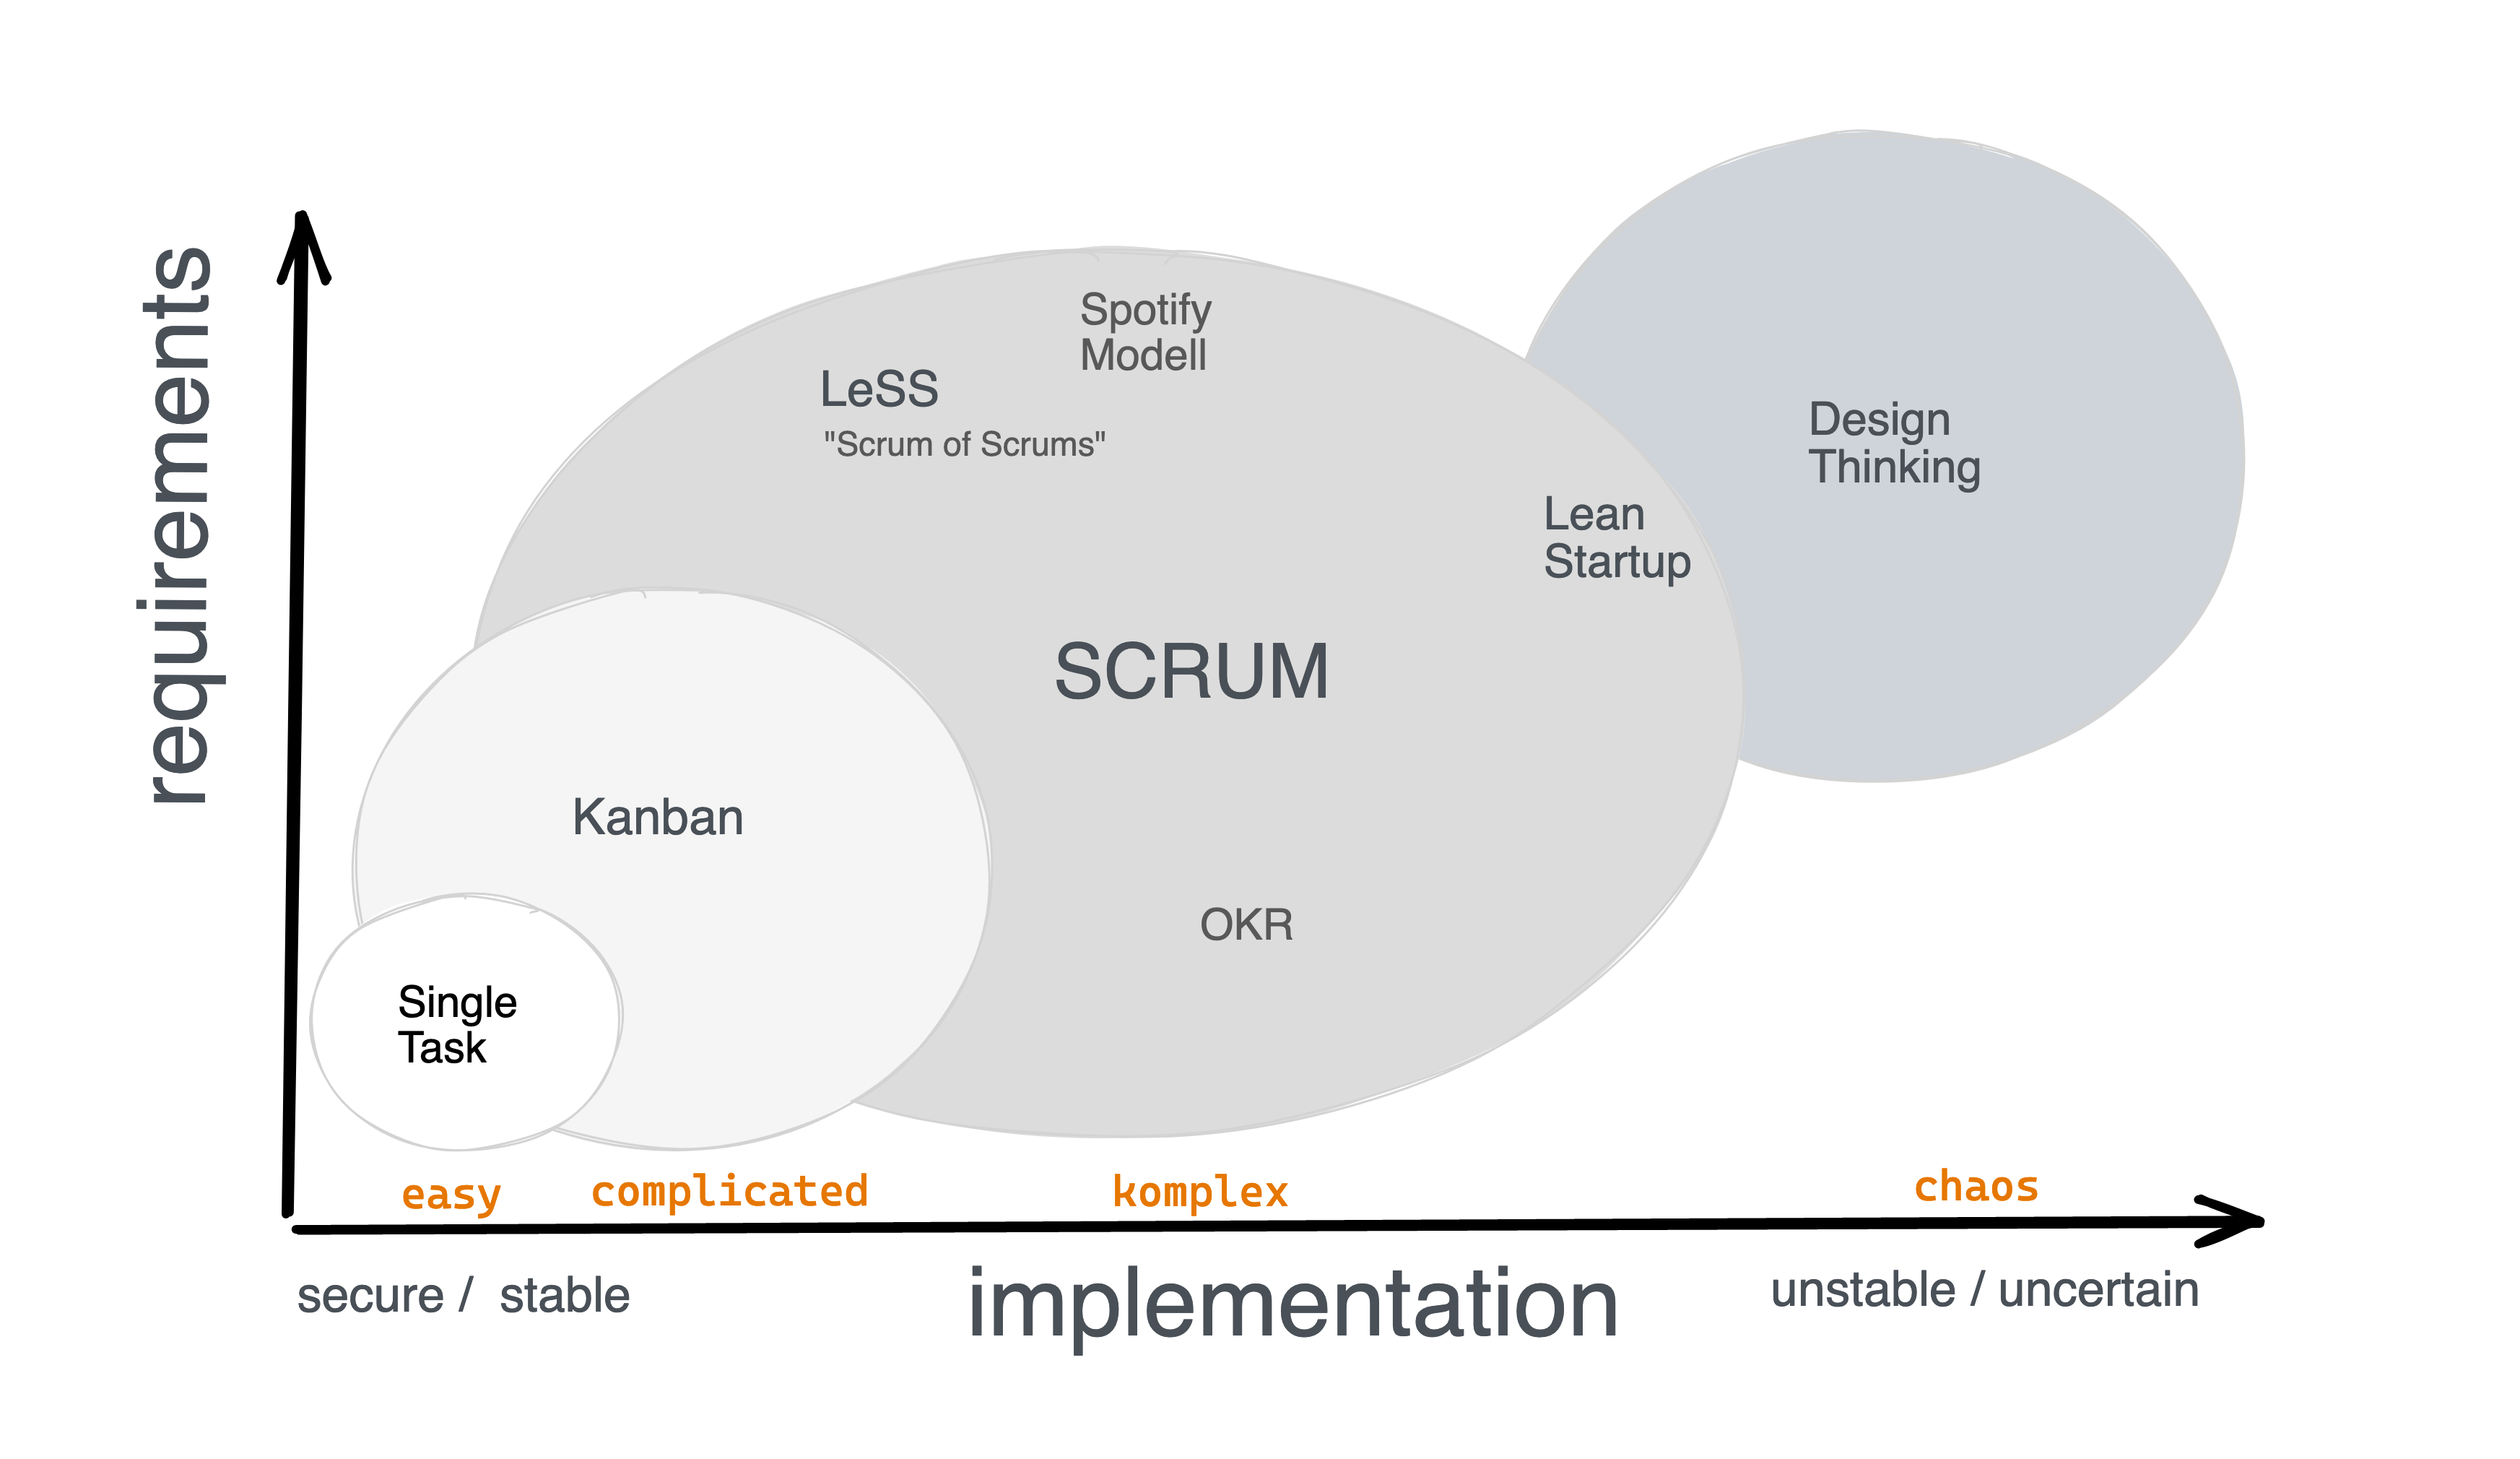 requirements
Spotify
Modell
LeSS
"Scrum of Scrums"
Design
Thinking
Lean
Startup
SCRUM
Kanban
OKR
Single
Task
easy
complicated
komplex
chaos
secure / stable
implementation
unstable / uncertain